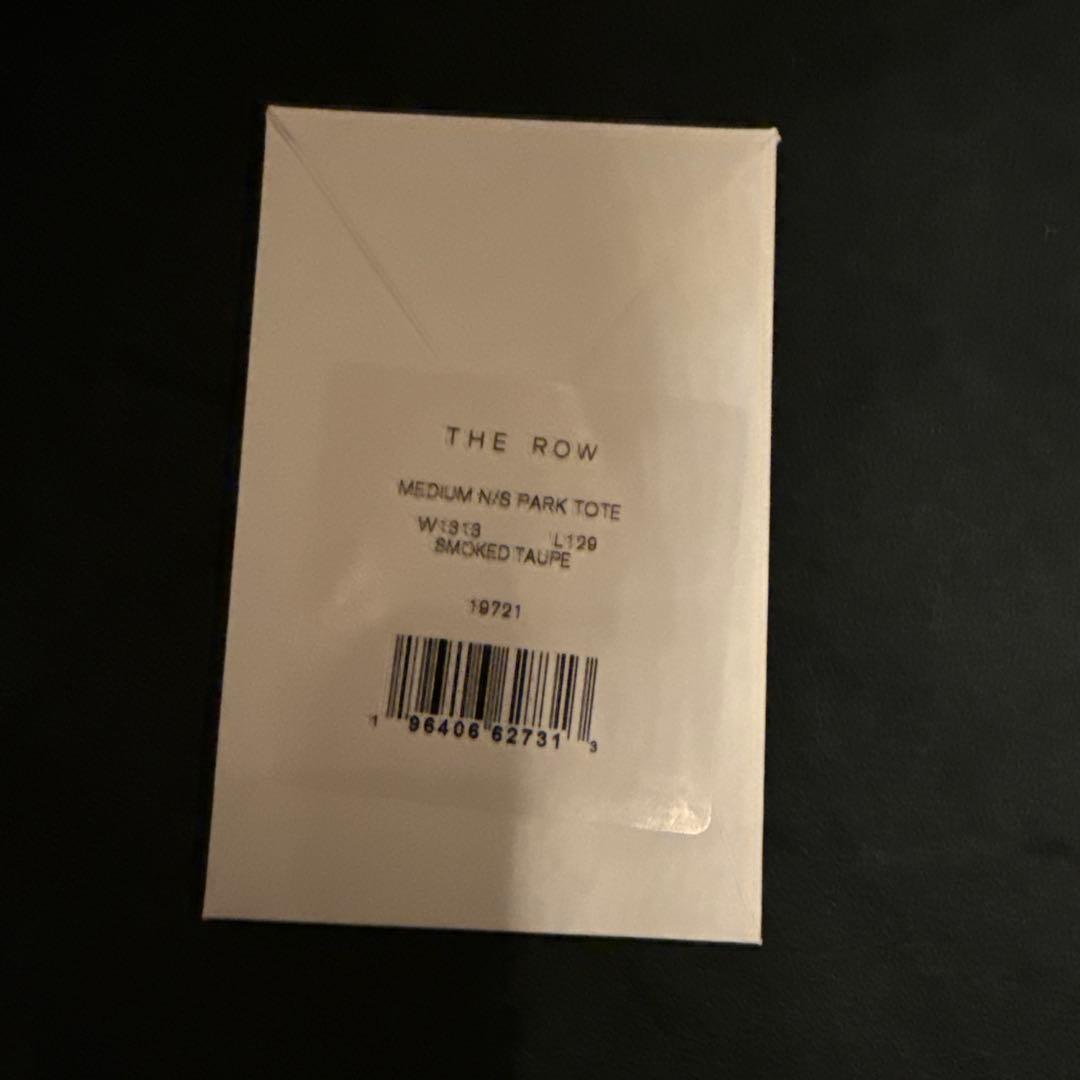 THE ROW
MEDIUM N/S PARK TOTE
W1313 L129
SMOKED TAUPE
19721
1 96406 62731 3